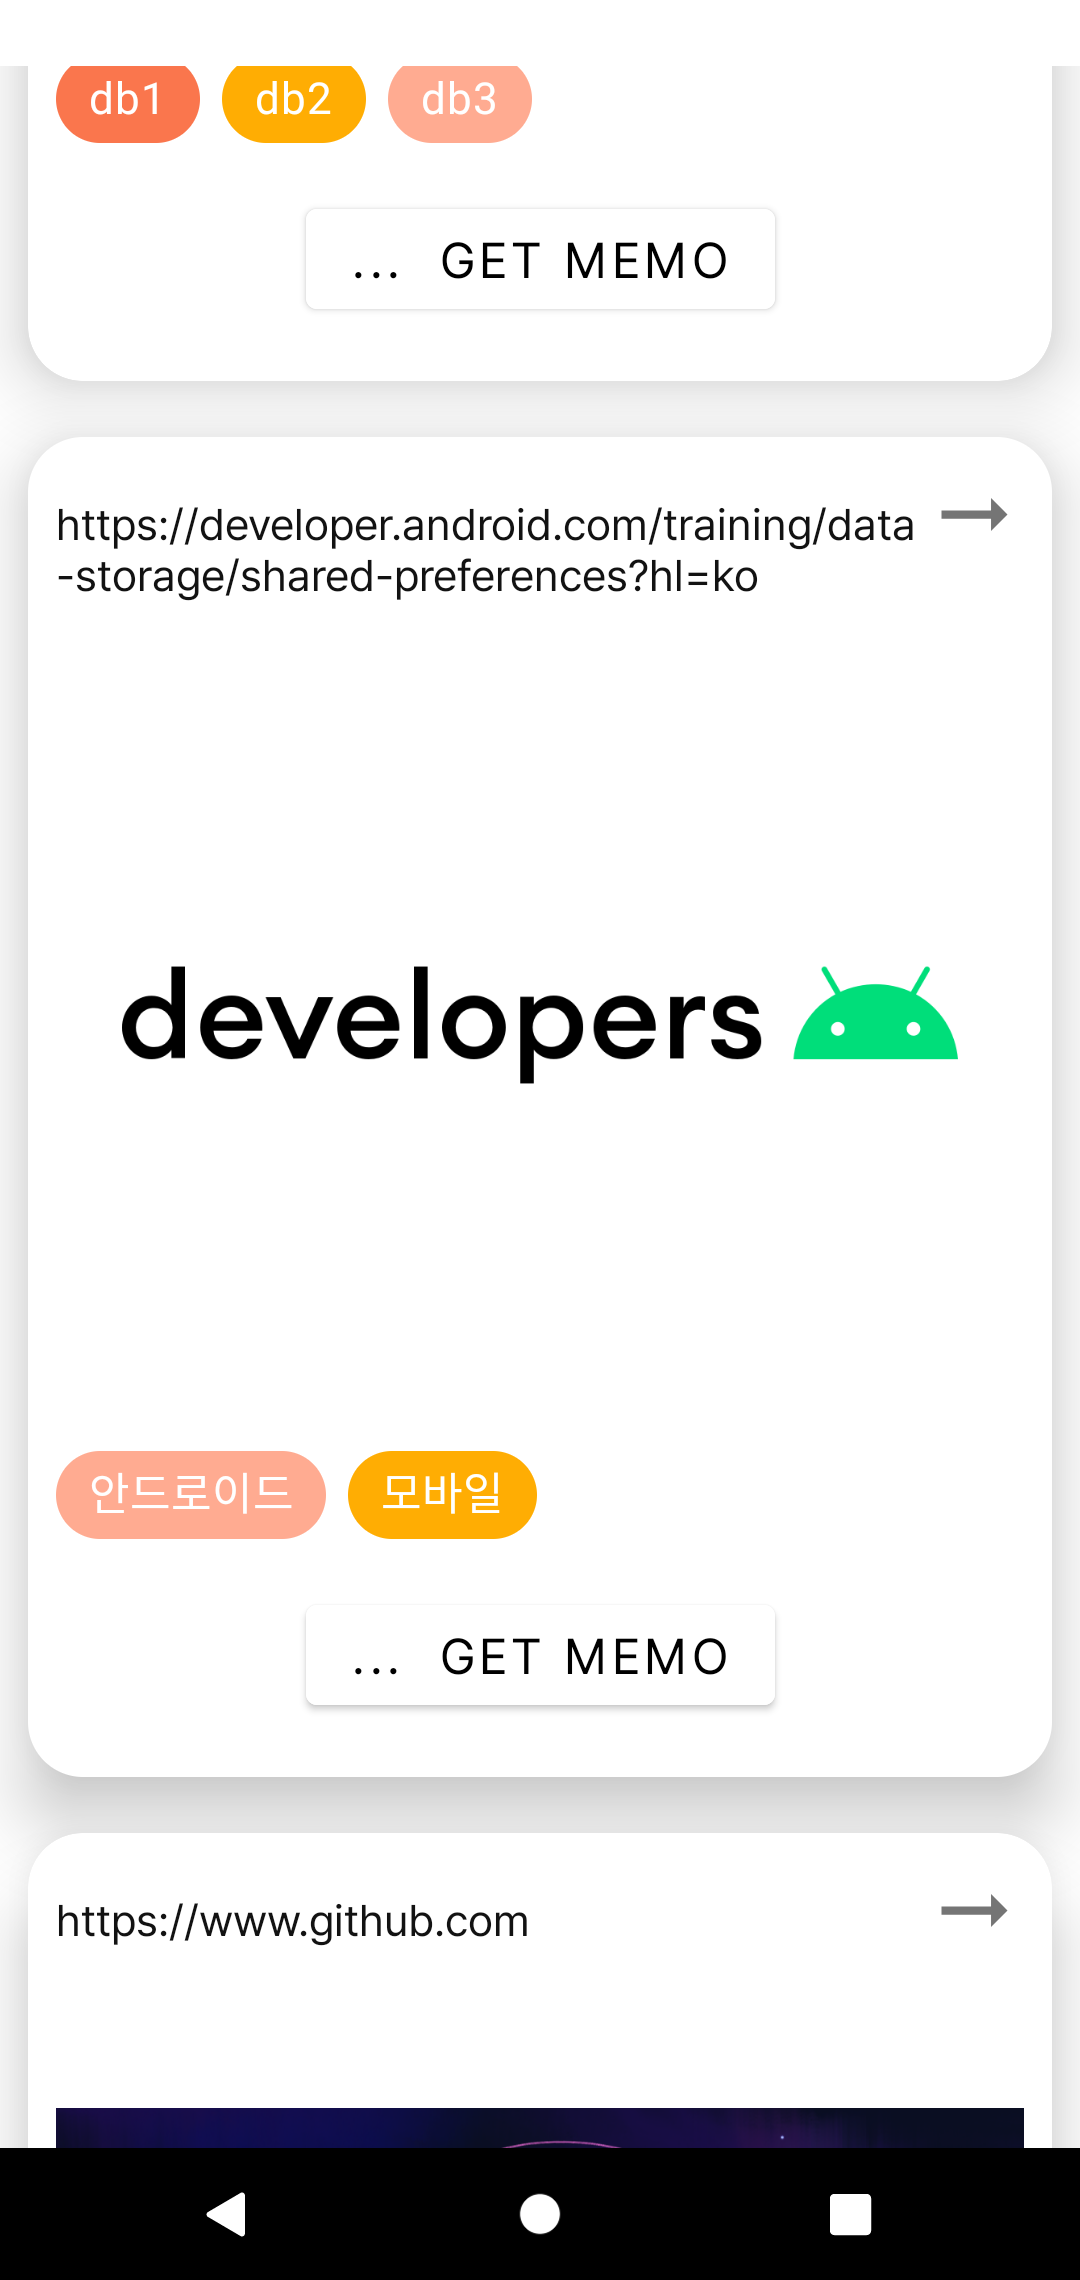 db1 db2 db3
... GET MEMO
https://developer.android.com/training/data
-storage/shared-preferences?hl=ko
developers
안드로이드 모바일
... GET MEMO
https://www.github.com